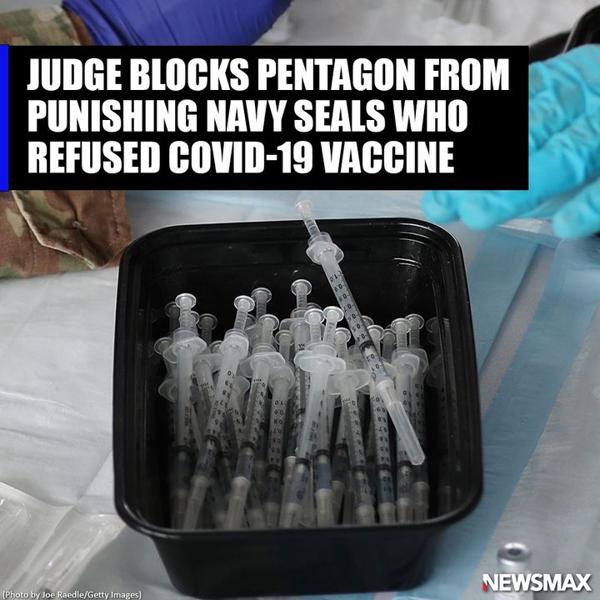 JUDGE BLOCKS PENTAGON FROM
PUNISHING NAVY SEALS WHO
REFUSED COVID-19 VACCINE
(Photo by Joe Raedle/Getty Images)
NEWSMAX